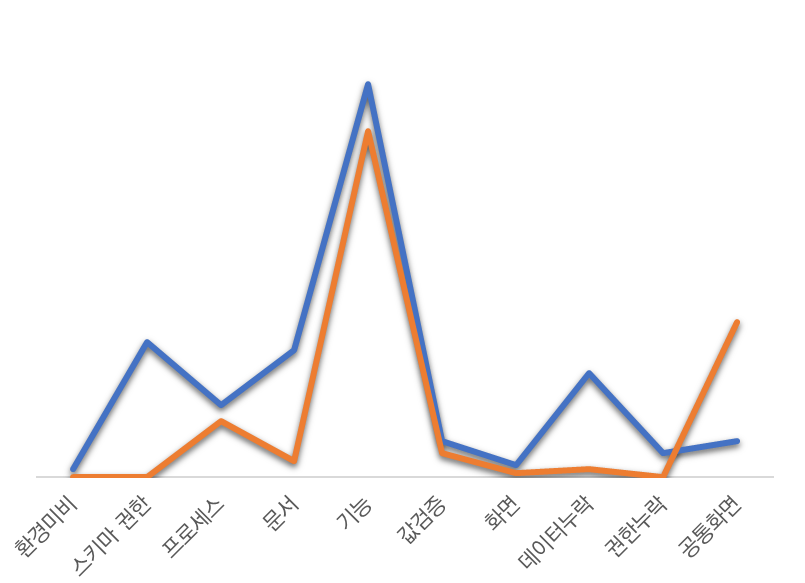 환경미비
스키마 권한
프로세스
문서
기능
값검증
화면
데이터누락
권한누락
공통화면